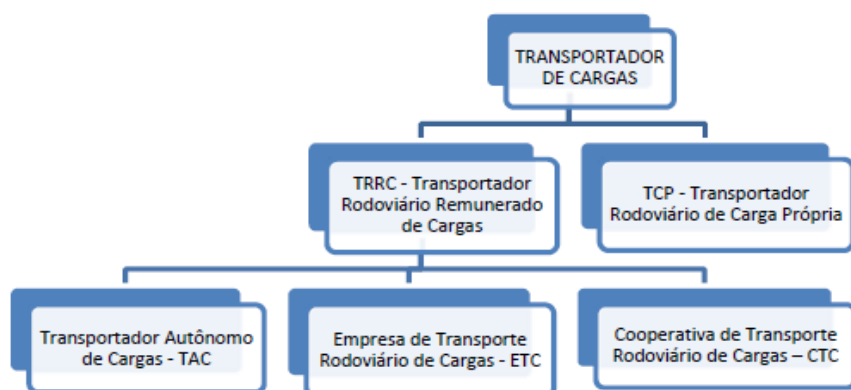 TRANSPORTADOR
DE CARGAS
TRRC - Transportador
Rodoviário Remunerado
de Cargas
TCP - Transportador
Rodoviário de Carga Própria
Transportador Autônomo
de Cargas - TAC
Empresa de Transporte
Rodoviário de Cargas - ETC
Cooperativa de Transporte
Rodoviário de Cargas – CTC